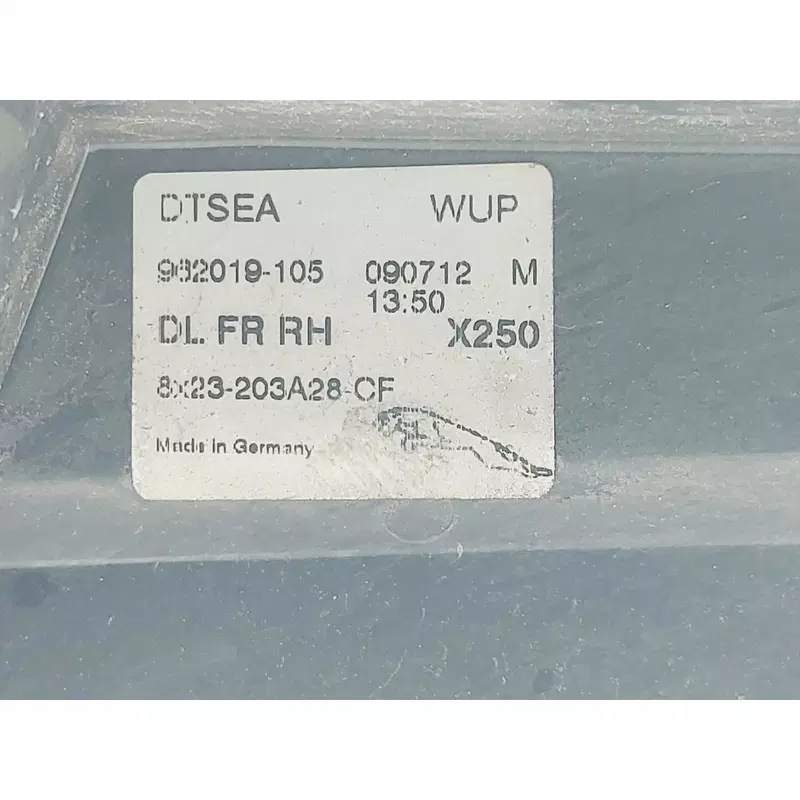 DTSEA WUP
962019-105 090712 M
13:50
DL FR RH X250
8X23-203A28-CF
Made in Germany